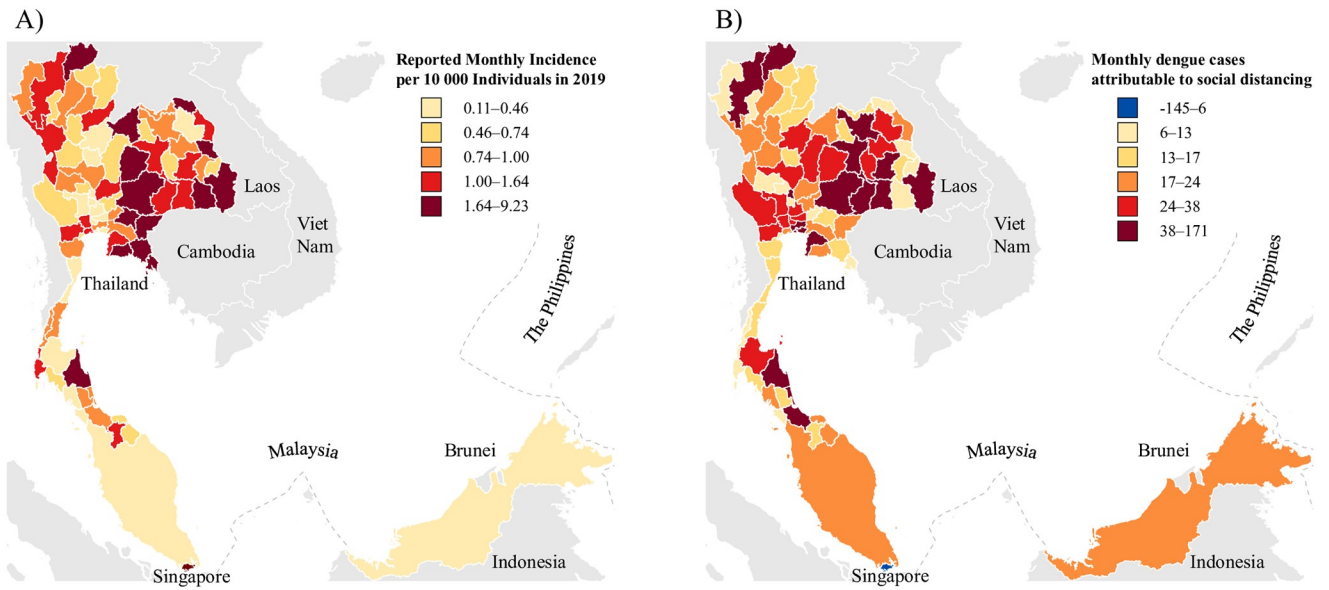 A)
Reported Monthly Incidence
per 10 000 Individuals in 2019
0.11–0.46
0.46–0.74
0.74–1.00
1.00–1.64
1.64–9.23
Laos
Viet
Nam
Cambodia
Thailand
The Philippines
Malaysia
Brunei
Indonesia
Singapore
B)
Monthly dengue cases
attributable to social distancing
-145–6
6–13
13–17
17–24
24–38
38–171
Laos
Viet
Nam
Cambodia
Thailand
The Philippines
Malaysia
Brunei
Indonesia
Singapore